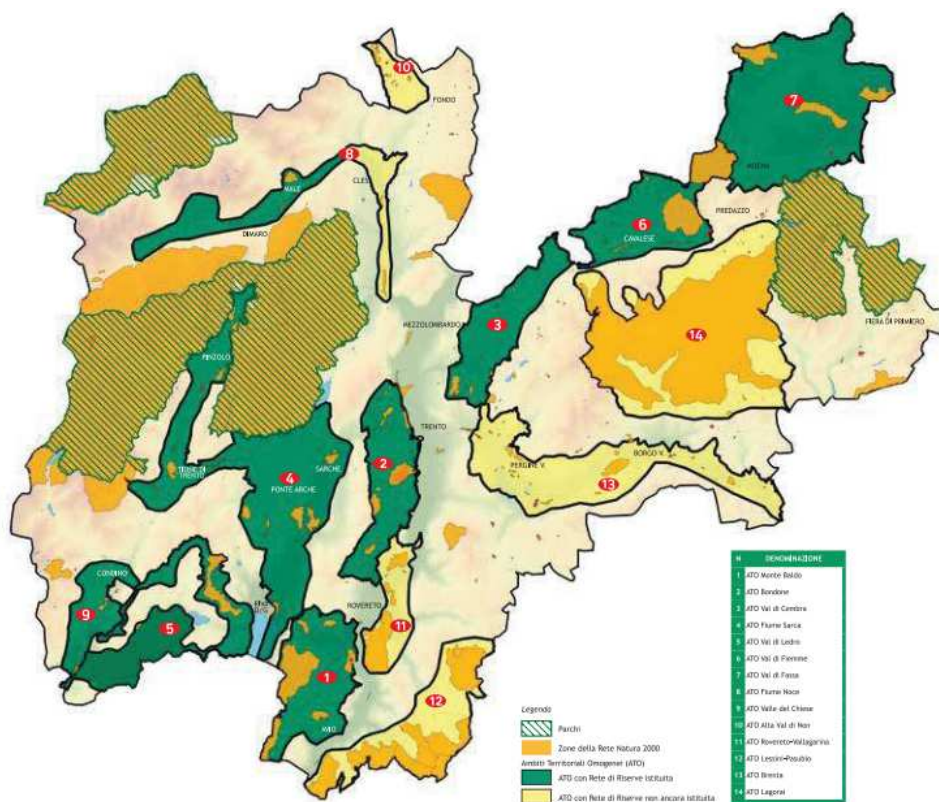 10
FONDO
7
8
CLES
MALE'
MOENA
DIMARO
6
CAVALESE
PREDAZZO
MEZZOLOMBARDO
3
FIERA DI PRIMIERO
14
PINZOLO
TRENTO
SARCHE
2
BORGO V.
PERGINE V.
TIONE DI
TRENTO
4
PONTE ARCHE
13
CONDINO
9
5
Riva
ROVERETO
11
1
12
AVIO
Legenda
Parchi
Zone della Rete Natura 2000
Ambiti Territoriali Omogenei (ATO)
ATO con Rete di Riserve istituita
ATO con Rete di Riserve non ancora istituita
N DENOMINAZIONE
1 ATO Monte Baldo
2 ATO Bondone
3 ATO Val di Cembra
4 ATO Fiume Sarca
5 ATO Val di Ledro
6 ATO Val di Fiemme
7 ATO Val di Fassa
8 ATO Fiume Noce
9 ATO Valle del Chiese
10 ATO Alta Val di Non
11 ATO Rovereto-Vallagarina
12 ATO Lessini-Pasubio
13 ATO Brenta
14 ATO Lagorai